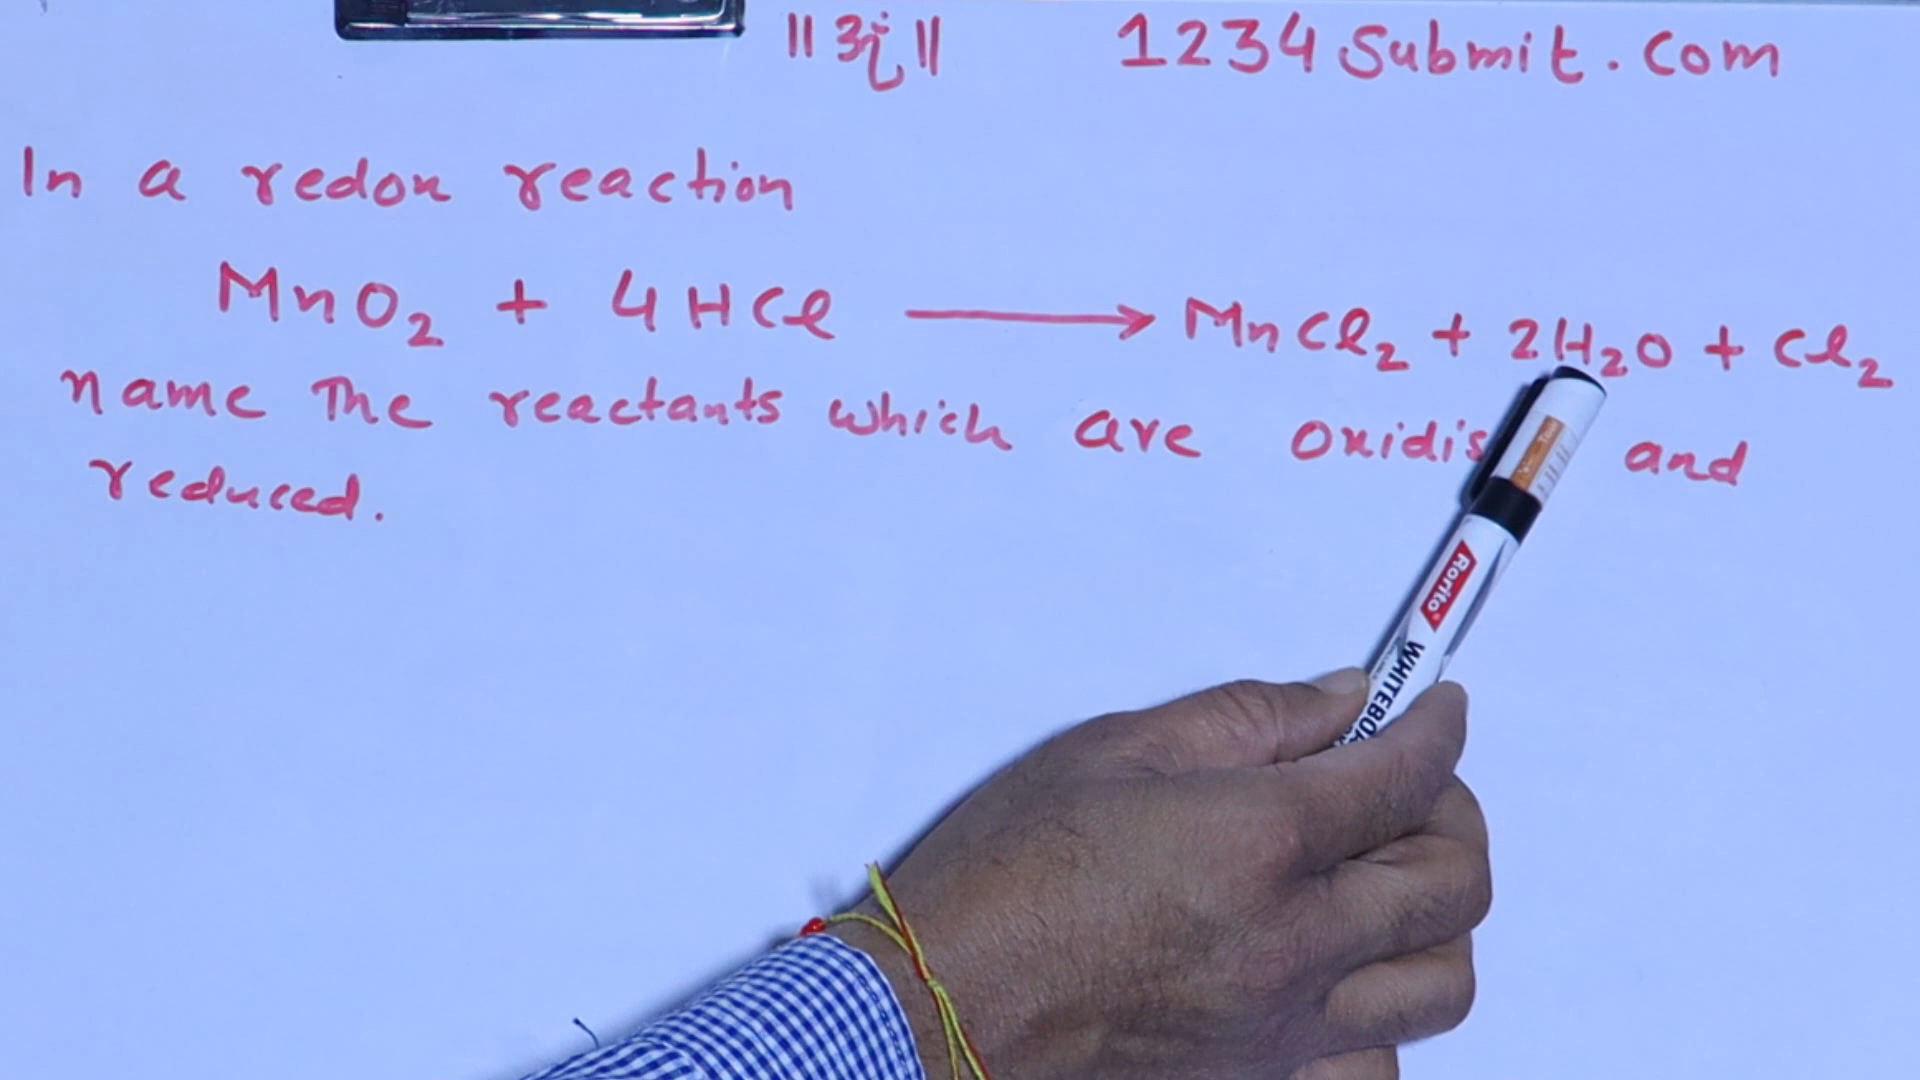 ॥ ૐ ॥ 1234Submit.com
In a redox reaction
MnO₂ + 4HCl ⟶ MnCl₂ + 2H₂O + Cl₂
name the reactants which are oxidis and
reduced.
Rorito
WHITEBOA